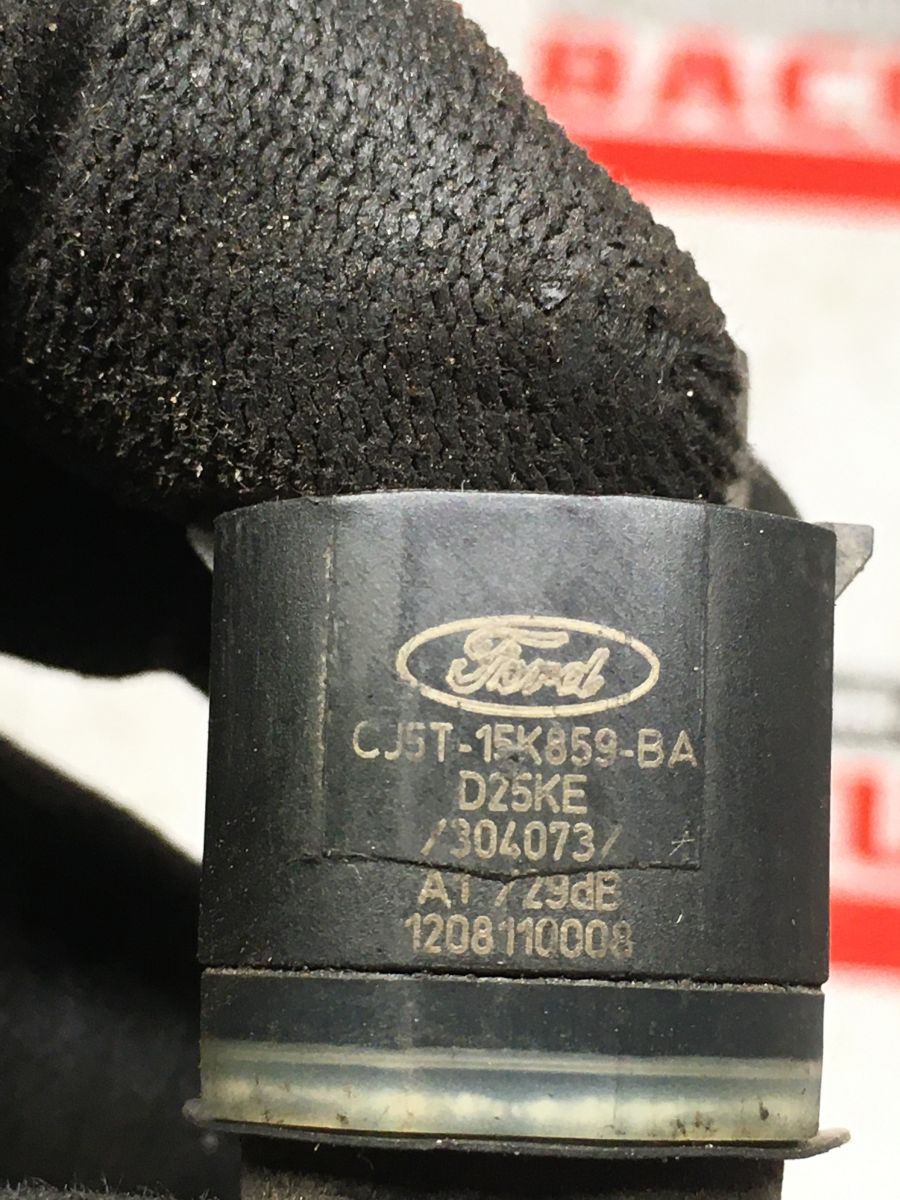 Ford
CJ5T-15K859-BA
D25KE
/304073/
A1 /29dB
1208110008